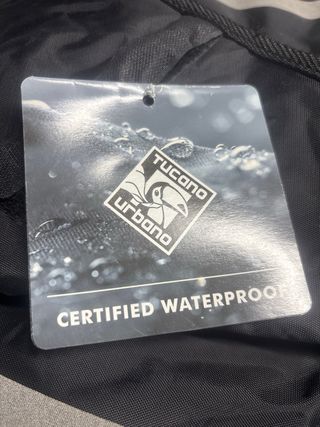 TUCANO
URBANO
CERTIFIED WATERPROOF